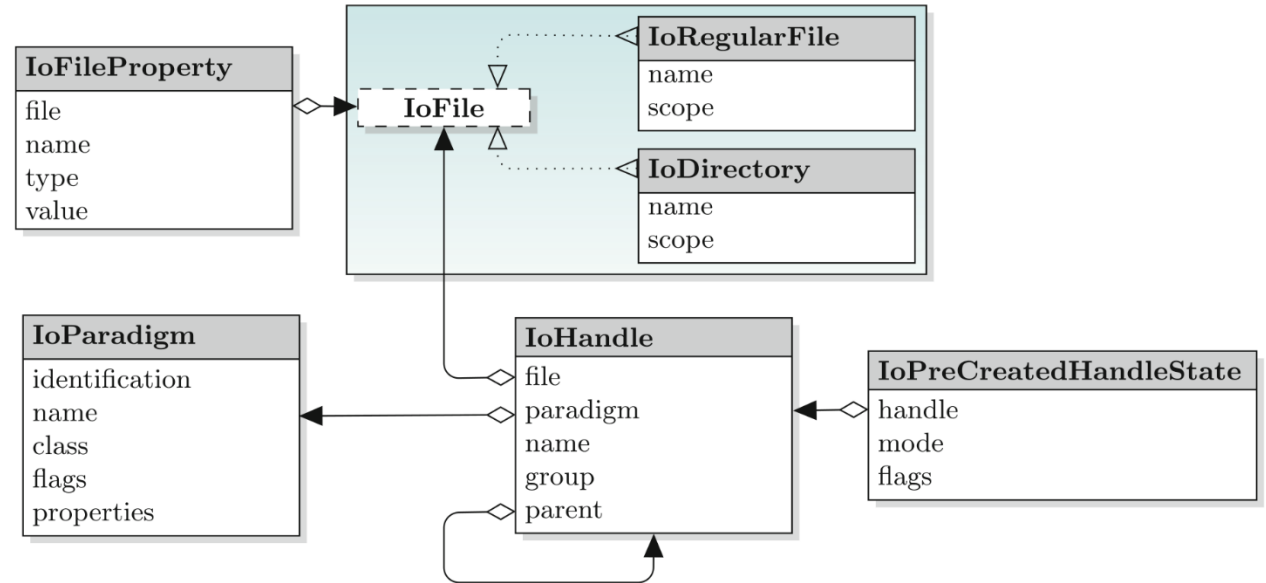 IoFileProperty
file
name
type
value
IoFile
IoRegularFile
name
scope
IoDirectory
name
scope
IoParadigm
identification
name
class
flags
properties
IoHandle
file
paradigm
name
group
parent
IoPreCreatedHandleState
handle
mode
flags